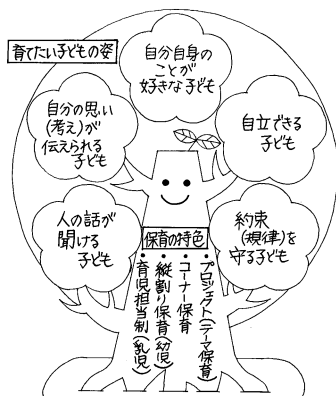 育てたい子どもの姿
自分自身の
ことが
好きな子ども
自分の思い
(考え)が
伝えられる
子ども
自立できる
子ども
人の話が
聞ける
子ども
約束
(規律)を
守る子ども
保育の特色
・プロジェクト(テーマ保育)
・コーナー保育
・縦割り保育(幼児)
・育児担当制(乳児)